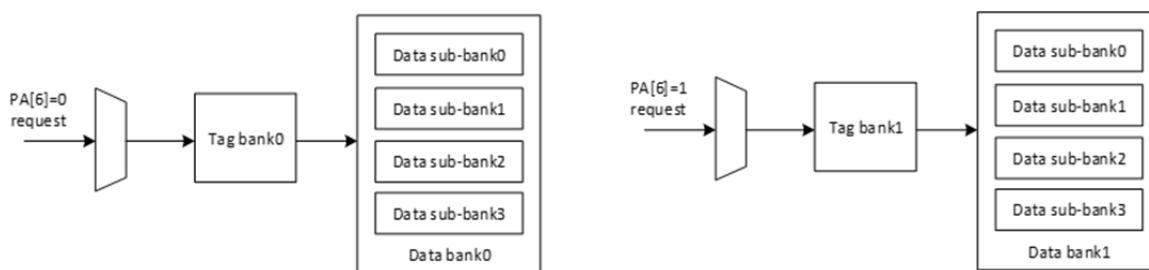 PA[6]=0
request
Tag bank0
Data sub-bank0
Data sub-bank1
Data sub-bank2
Data sub-bank3
Data bank0
PA[6]=1
request
Tag bank1
Data sub-bank0
Data sub-bank1
Data sub-bank2
Data sub-bank3
Data bank1